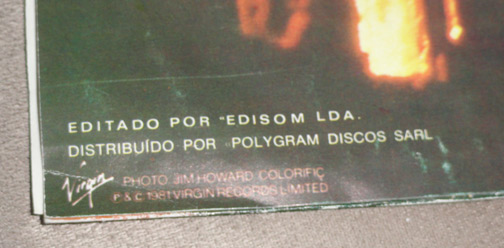 EDITADO POR "EDISOM LDA.
DISTRIBUÍDO POR POLYGRAM DISCOS SARL
Virgin
PHOTO JIM HOWARD COLORIFIC
P & C 1981 VIRGIN RECORDS LIMITED